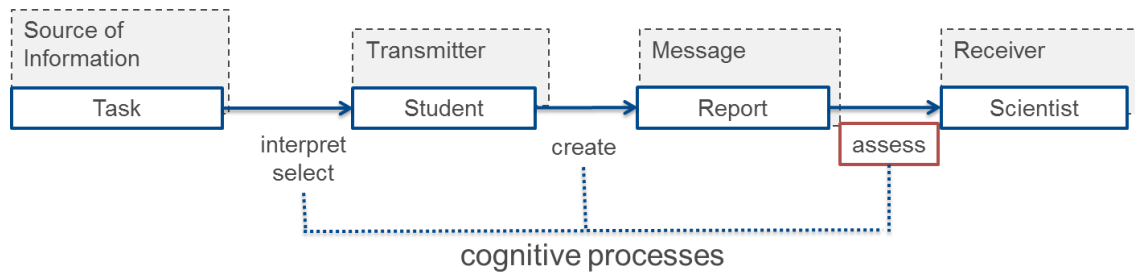 Source of
Information
Transmitter
Message
Receiver
Task
Student
Report
Scientist
interpret
select
create
assess
cognitive processes